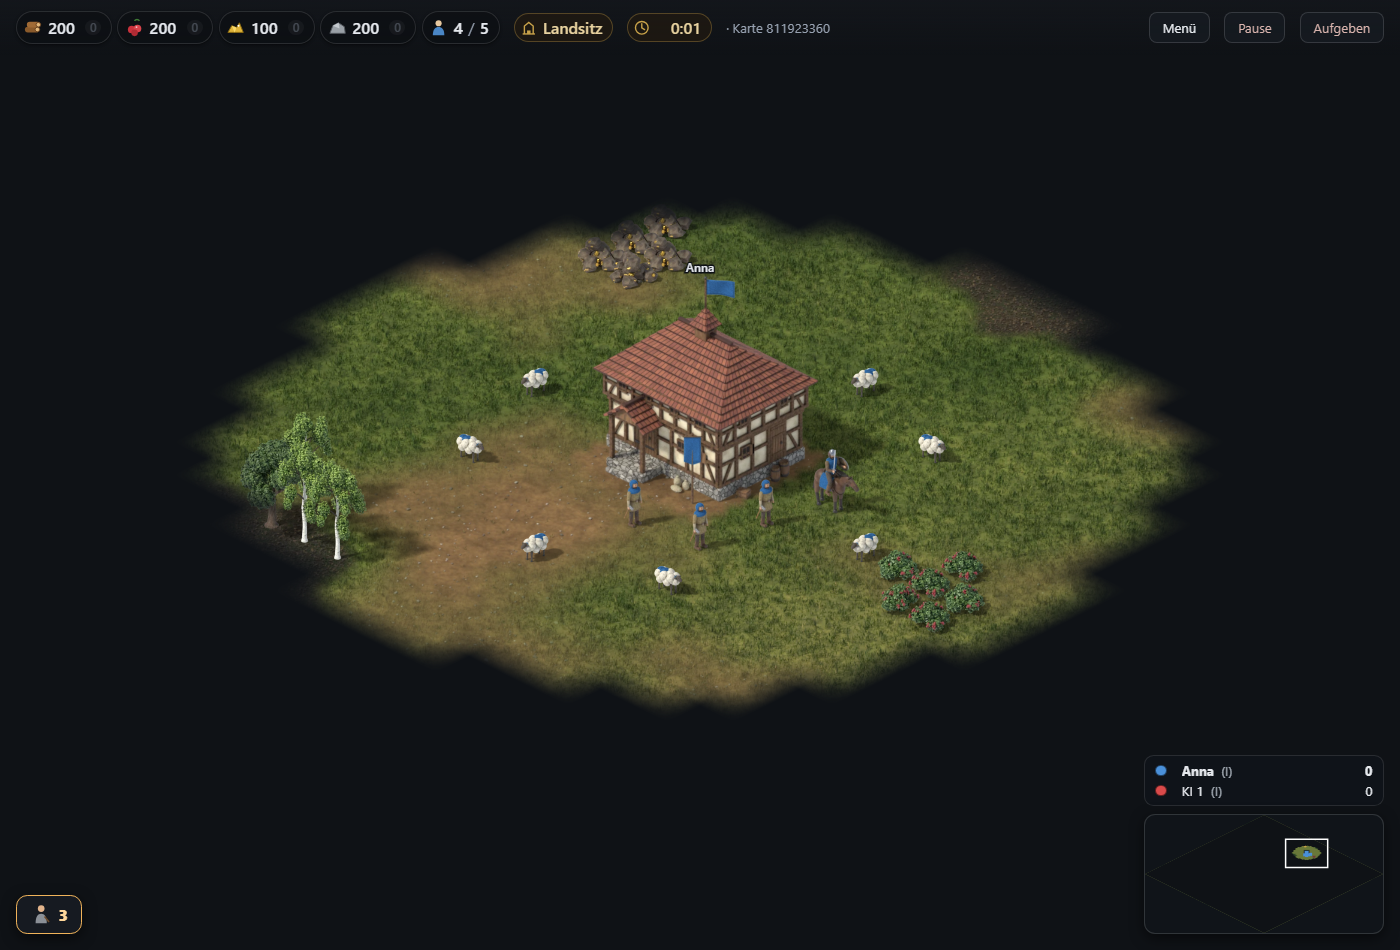 200 0 200 0 100 0 200 0 4 / 5 Landsitz 0:01 · Karte 811923360 Menü Pause Aufgeben
Anna
Anna (I) 0
KI 1 (I) 0
3